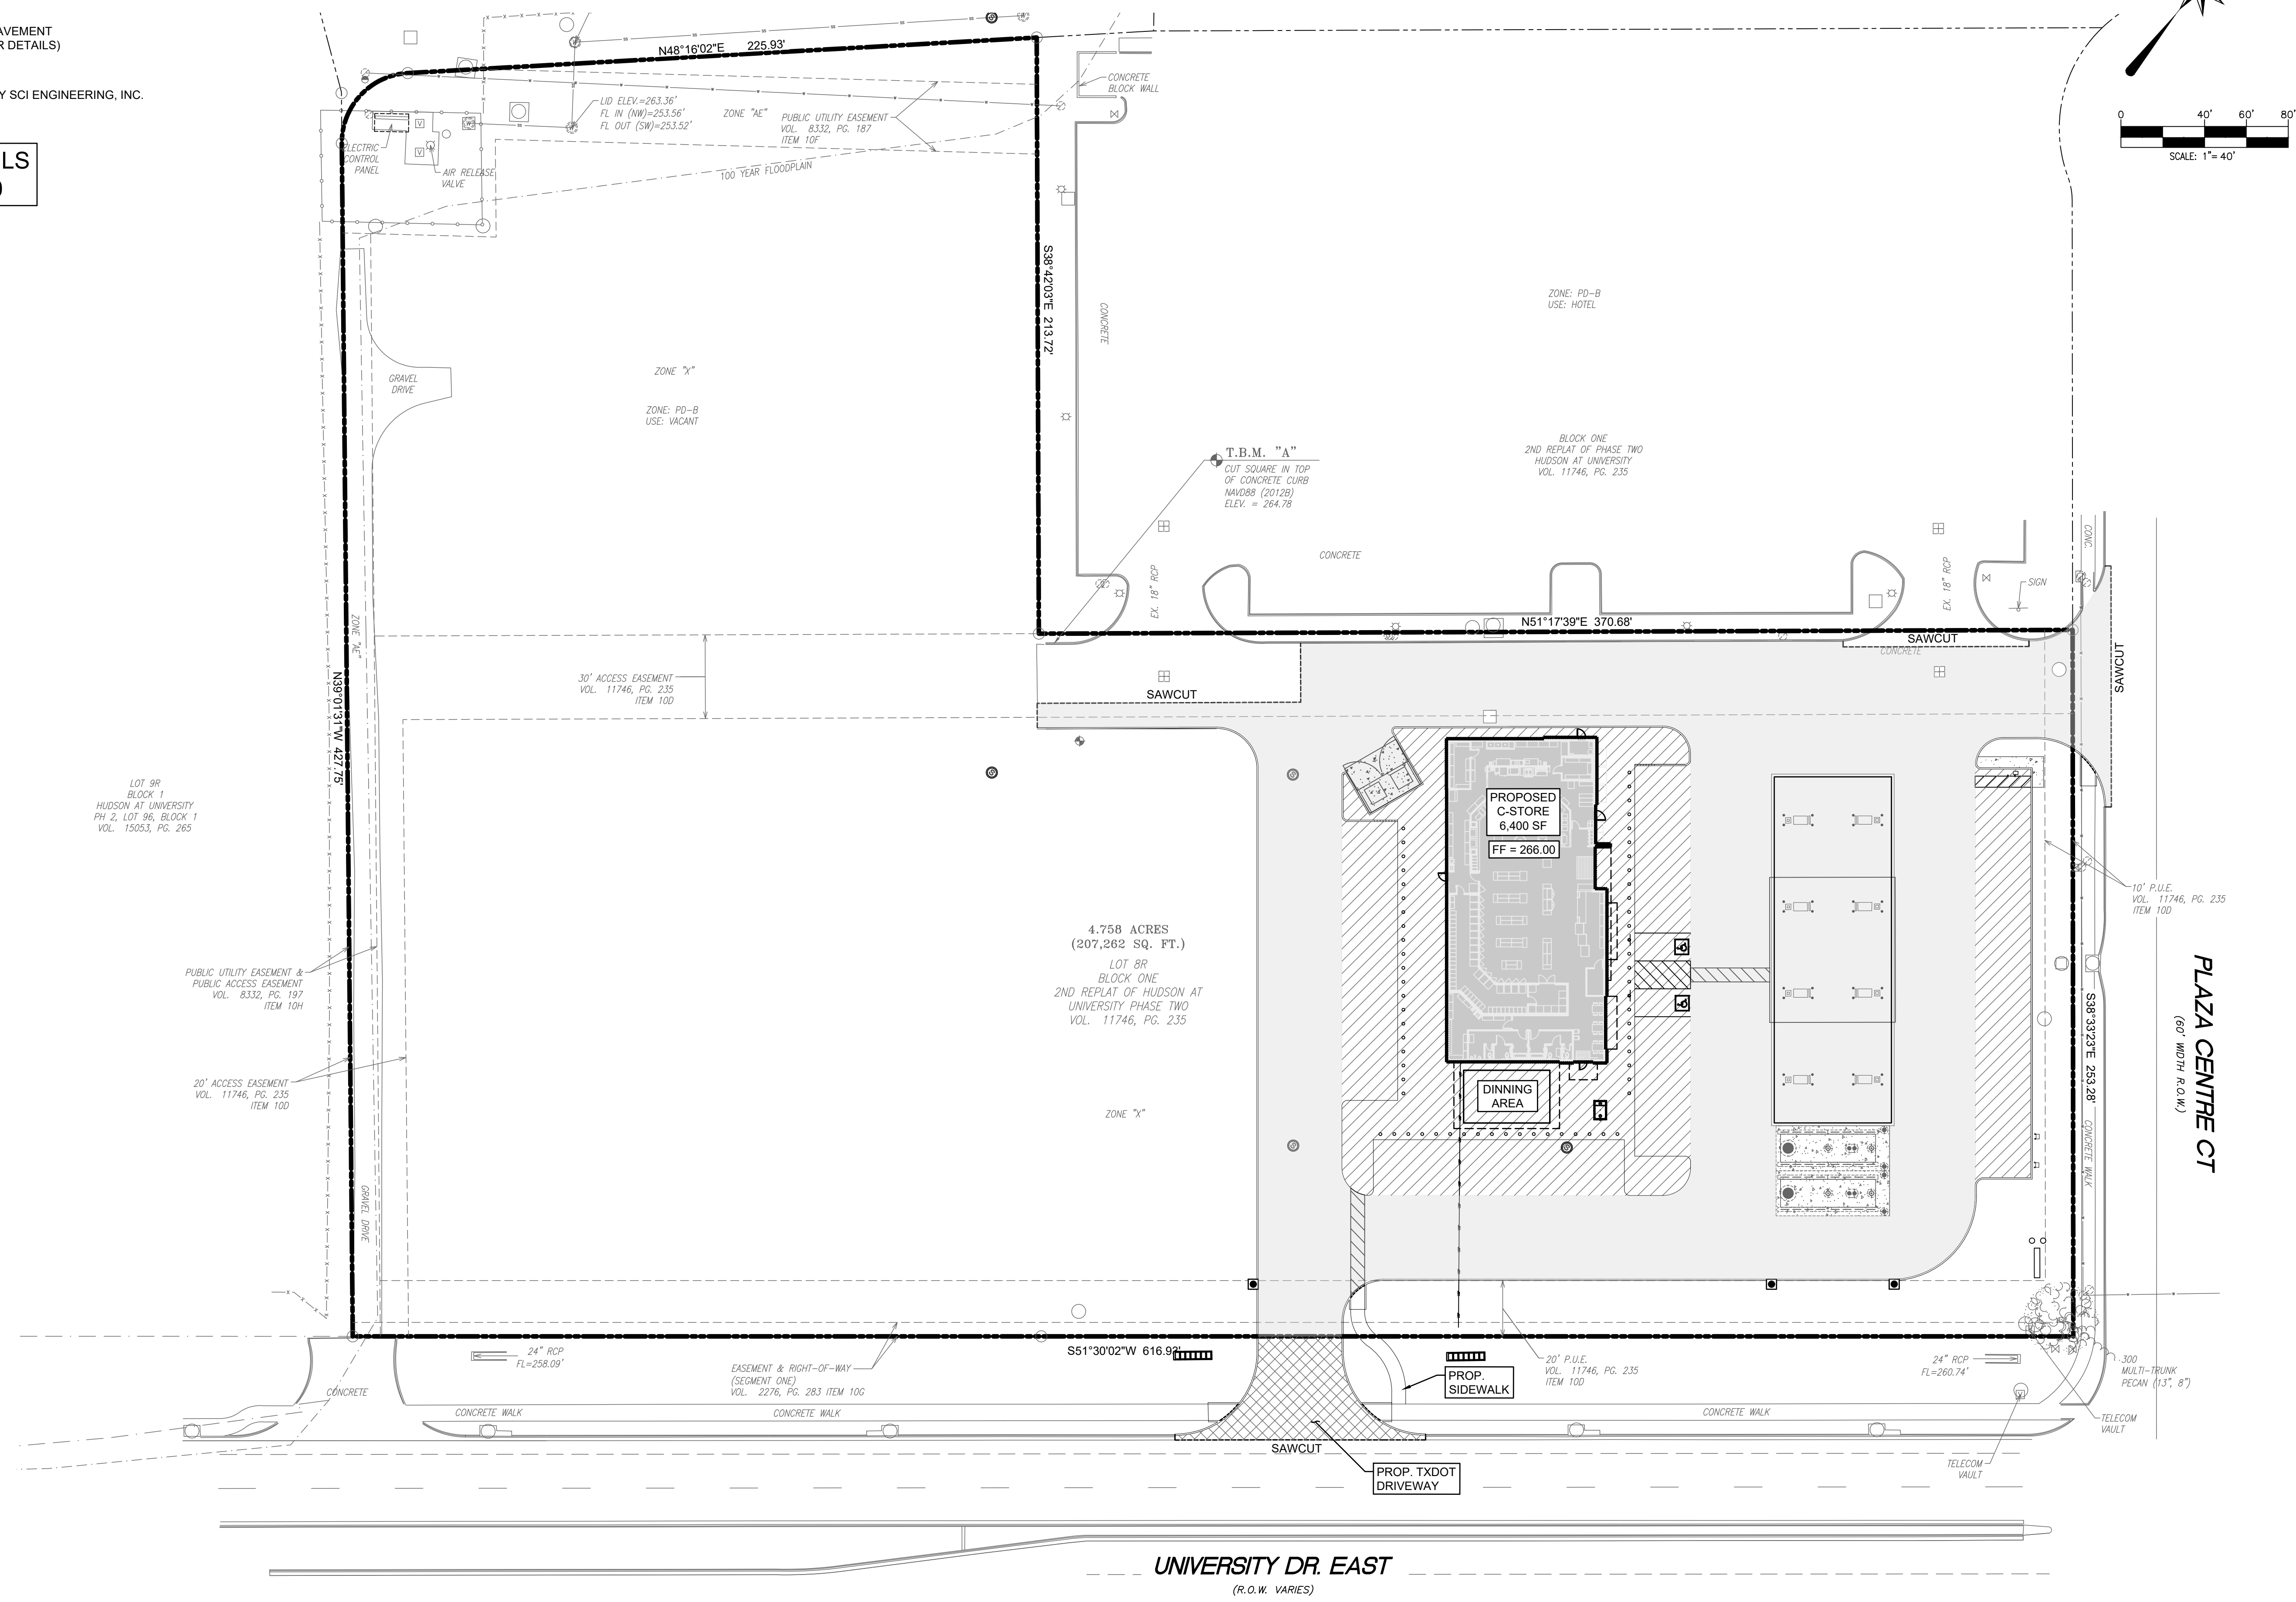 AVEMENT
R DETAILS)
Y SCI ENGINEERING, INC.
LS
N48°16'02"E 225.93'
CONCRETE
BLOCK WALL
0 40' 60' 80'
SCALE: 1"= 40'
LID ELEV.=263.36'
FL IN (NW)=253.56'
FL OUT (SW)=253.52'
ZONE "AE"
PUBLIC UTILITY EASEMENT
VOL. 8332, PG. 187
ITEM 10F
ELECTRIC
CONTROL
PANEL
AIR RELEASE
VALVE
100 YEAR FLOODPLAIN
S38°42'03"E 213.72'
CONCRETE
ZONE: PD-B
USE: HOTEL
GRAVEL
DRIVE
ZONE "X"
ZONE: PD-B
USE: VACANT
T.B.M. "A"
CUT SQUARE IN TOP
OF CONCRETE CURB
NAVD88 (2012B)
ELEV. = 264.78
BLOCK ONE
2ND REPLAT OF PHASE TWO
HUDSON AT UNIVERSITY
VOL. 11746, PG. 235
CONC.
CONCRETE
EX. 18" RCP
EX. 18" RCP
SIGN
ZONE "AE"
N51°17'39"E 370.68'
SAWCUT
CONCRETE
SAWCUT
30' ACCESS EASEMENT
VOL. 11746, PG. 235
ITEM 10D
SAWCUT
N39°01'31"W 427.75'
LOT 9R
BLOCK 1
HUDSON AT UNIVERSITY
PH 2, LOT 96, BLOCK 1
VOL. 15053, PG. 265
PROPOSED
C-STORE
6,400 SF
FF = 266.00
10' P.U.E.
VOL. 11746, PG. 235
ITEM 10D
4.758 ACRES
(207,262 SQ. FT.)
LOT 8R
BLOCK ONE
2ND REPLAT OF HUDSON AT
UNIVERSITY PHASE TWO
VOL. 11746, PG. 235
PUBLIC UTILITY EASEMENT &
PUBLIC ACCESS EASEMENT
VOL. 8332, PG. 197
ITEM 10H
PLAZA CENTRE CT
(60' WIDTH R.O.W.)
S38°33'23"E 253.28'
20' ACCESS EASEMENT
VOL. 11746, PG. 235
ITEM 10D
ZONE "X"
DINNING
AREA
CONCRETE WALK
GRAVEL DRIVE
24" RCP
FL=258.09'
S51°30'02"W 616.93'
EASEMENT & RIGHT-OF-WAY
(SEGMENT ONE)
VOL. 2276, PG. 283 ITEM 10G
PROP.
SIDEWALK
20' P.U.E.
VOL. 11746, PG. 235
ITEM 10D
24" RCP
FL=260.74'
300
MULTI-TRUNK
PECAN (13", 8")
CONCRETE
CONCRETE WALK
CONCRETE WALK
CONCRETE WALK
TELECOM
VAULT
SAWCUT
TELECOM
VAULT
PROP. TXDOT
DRIVEWAY
UNIVERSITY DR. EAST
(R.O.W. VARIES)